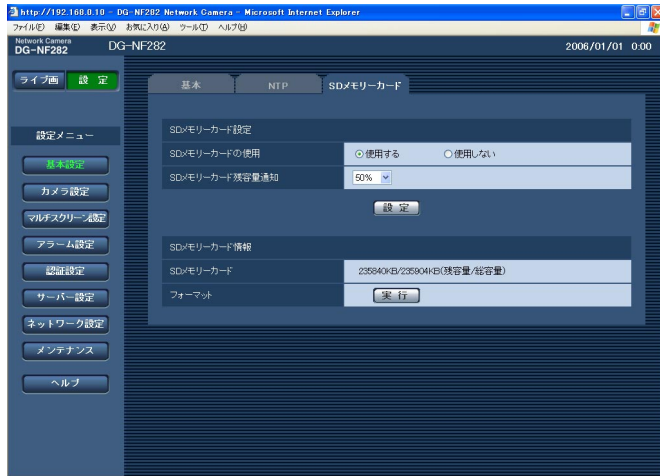 http://192.168.0.10 - DG-NF282 Network Camera - Microsoft Internet Explorer
ファイル(F) 編集(E) 表示(V) お気に入り(A) ツール(T) ヘルプ(H)
Network Camera
DG-NF282
DG-NF282
2006/01/01 0:00
ライブ画 設 定
基本 NTP SDメモリーカード
設定メニュー
基本設定
カメラ設定
マルチスクリーン設定
アラーム設定
認証設定
サーバー設定
ネットワーク設定
メンテナンス
ヘルプ
SDメモリーカード設定
SDメモリーカードの使用 使用する 使用しない
SDメモリーカード残容量通知 50%
設 定
SDメモリーカード情報
SDメモリーカード 235840KB/235904KB(残容量/総容量)
フォーマット 実 行